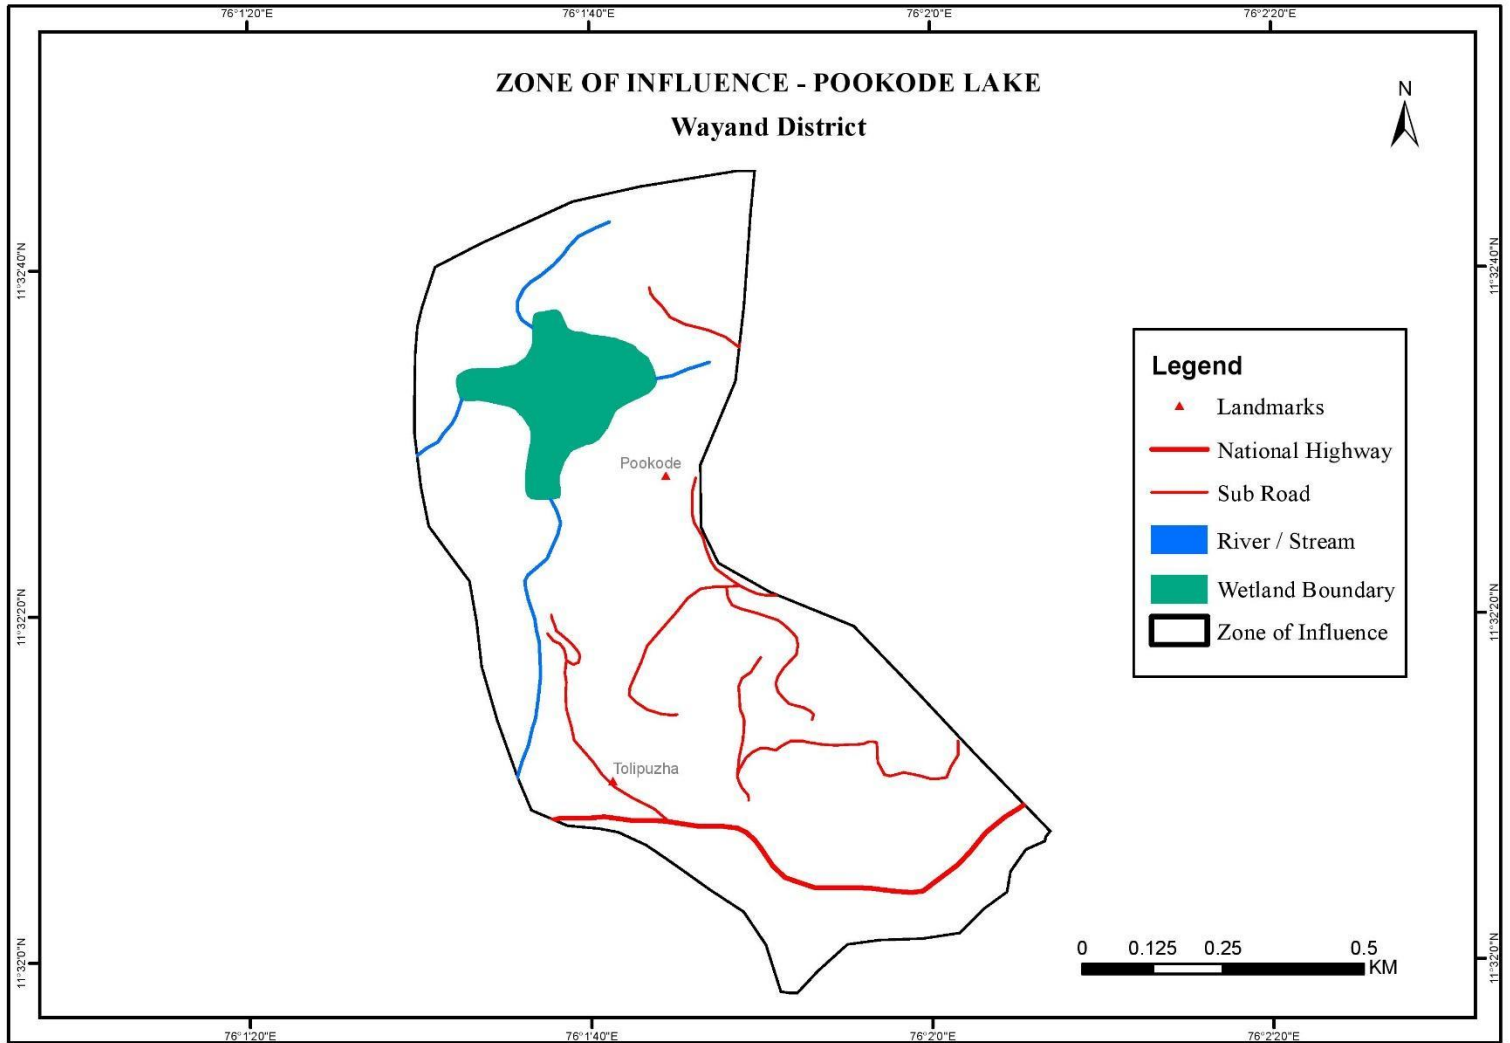 76°1'20"E 76°1'40"E 76°2'0"E 76°2'20"E
ZONE OF INFLUENCE - POOKODE LAKE
Wayand District
N
11°32'40"N 11°32'40"N
Legend
Landmarks
National Highway
Sub Road
River / Stream
Wetland Boundary
Zone of Influence
Pookode
11°32'20"N 11°32'20"N
Tolipuzha
0 0.125 0.25 0.5
KM
11°32'0"N 11°32'0"N
76°1'20"E 76°1'40"E 76°2'0"E 76°2'20"E